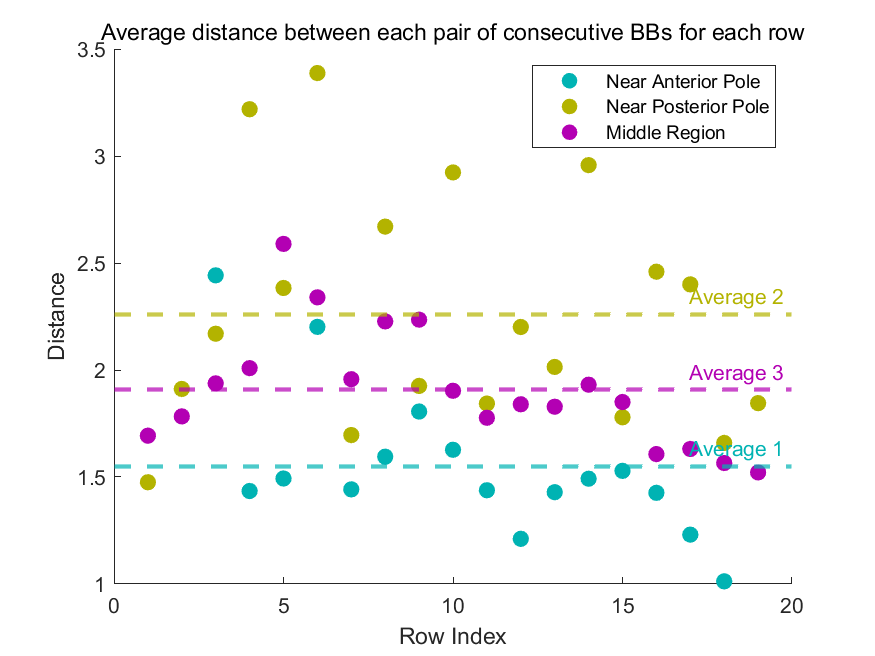 Average distance between each pair of consecutive BBs for each row
3.5
3
2.5
2
1.5
1
Distance
Near Anterior Pole
Near Posterior Pole
Middle Region
Average 2
Average 3
Average 1
0
5
10
15
20
Row Index